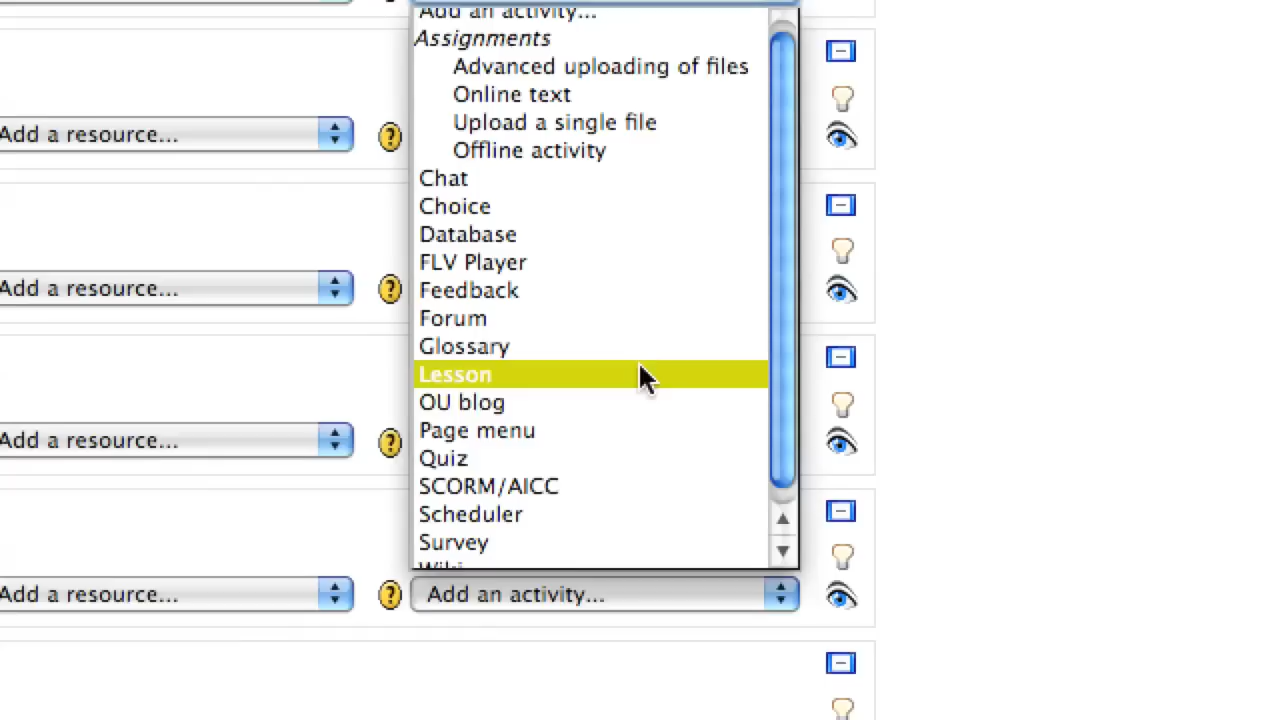 Add an activity...
Assignments
Advanced uploading of files
Online text
Upload a single file
Add a resource... ?
Offline activity
Chat
Choice
Database
FLV Player
Add a resource... ?
Feedback
Forum
Glossary
Lesson
OU blog
Page menu
Add a resource... ?
Quiz
SCORM/AICC
Scheduler
Survey
Wiki
Add a resource... ? Add an activity...